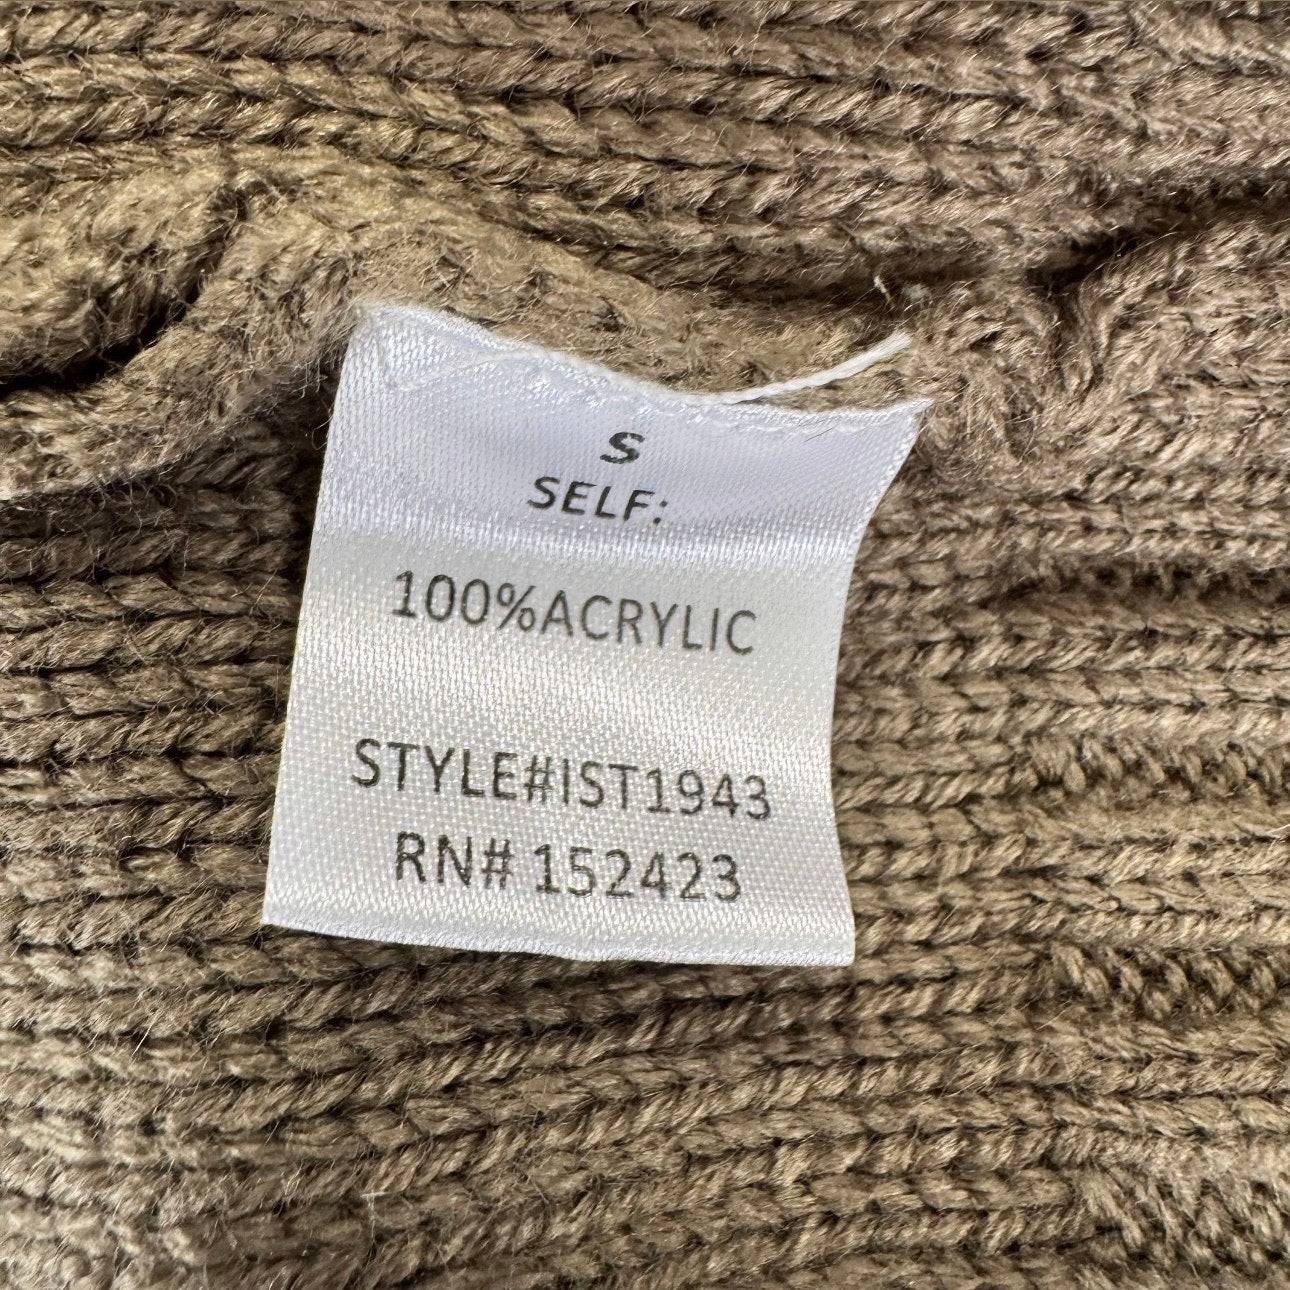 S
SELF:
100%ACRYLIC
STYLE#IST1943
RN# 152423